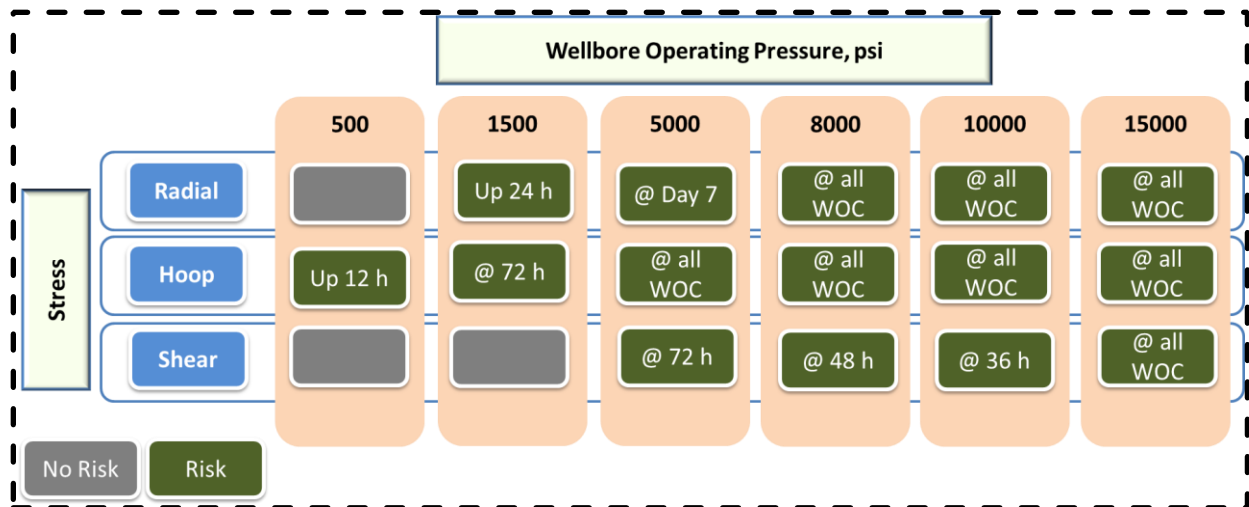 Wellbore Operating Pressure, psi
500 1500 5000 8000 10000 15000
Stress
Radial
Up 24 h
@ Day 7
@ all
WOC
@ all
WOC
@ all
WOC
Hoop
Up 12 h
@ 72 h
@ all
WOC
@ all
WOC
@ all
WOC
@ all
WOC
Shear
@ 72 h
@ 48 h
@ 36 h
@ all
WOC
No Risk
Risk